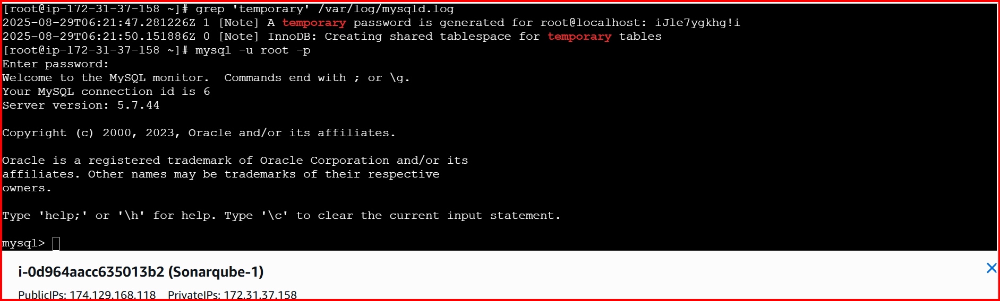 [root@ip-172-31-37-158 ~]# grep 'temporary' /var/log/mysqld.log
2025-08-29T06:21:47.281226Z 1 [Note] A temporary password is generated for root@localhost: iJle7ygkhg!i
2025-08-29T06:21:50.151886Z 0 [Note] InnoDB: Creating shared tablespace for temporary tables
[root@ip-172-31-37-158 ~]# mysql -u root -p
Enter password:
Welcome to the MySQL monitor.  Commands end with ; or \g.
Your MySQL connection id is 6
Server version: 5.7.44
Copyright (c) 2000, 2023, Oracle and/or its affiliates.
Oracle is a registered trademark of Oracle Corporation and/or its
affiliates. Other names may be trademarks of their respective
owners.
Type 'help;' or '\h' for help. Type '\c' to clear the current input statement.
mysql>
i-0d964aacc635013b2 (Sonarqube-1)
PublicIPs: 174.129.168.118    PrivateIPs: 172.31.37.158